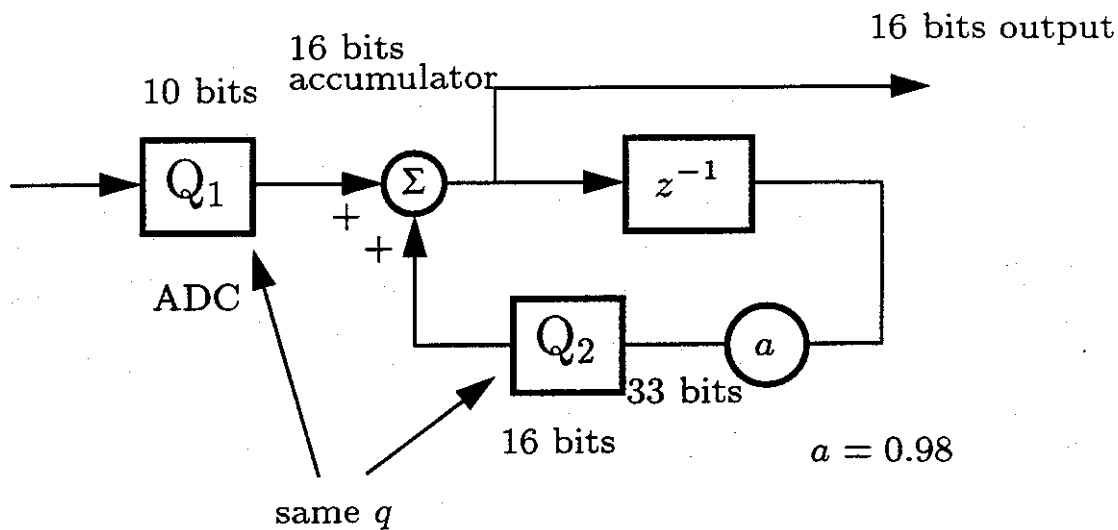 16 bits output
16 bits
accumulator
10 bits
Q₁
Σ
z⁻¹
+
+
ADC
Q₂
a
33 bits
16 bits
a = 0.98
same q